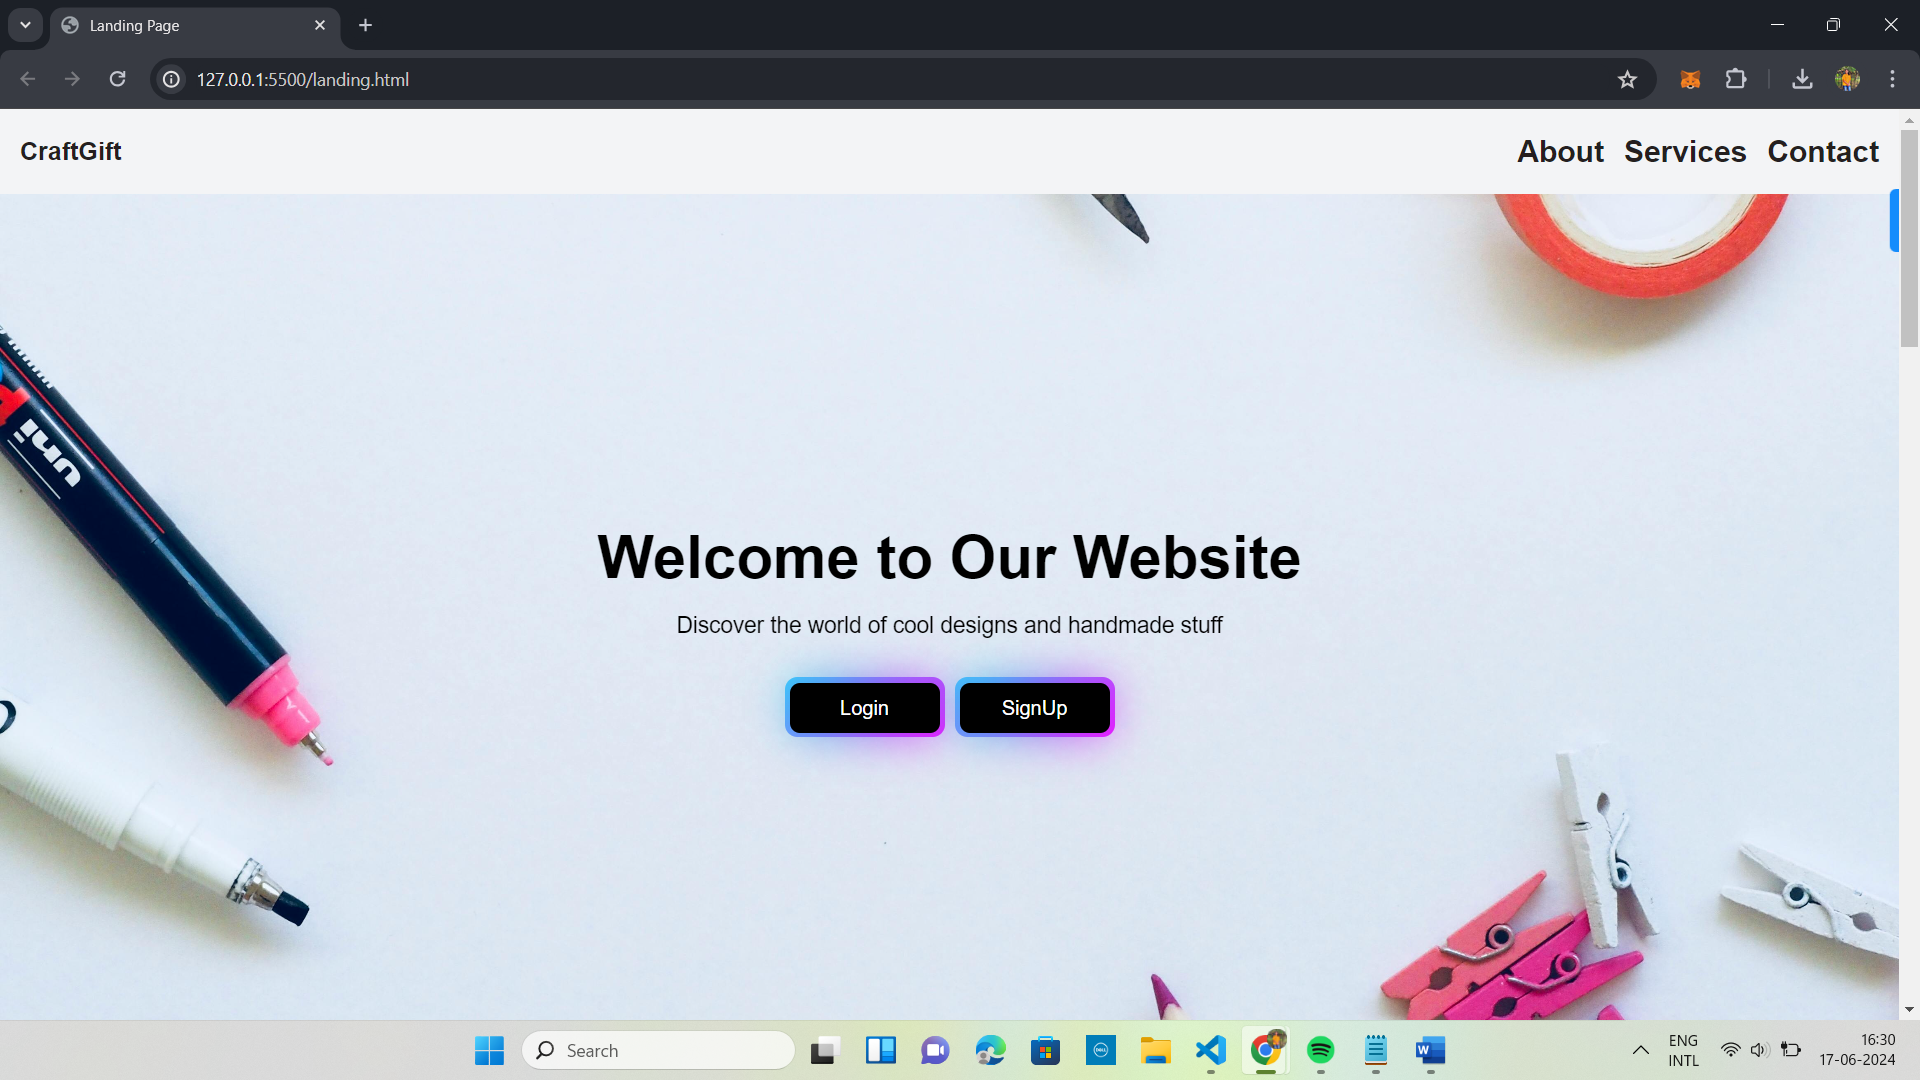 Landing Page
127.0.0.1:5500/landing.html
CraftGift
About Services Contact
uni
Welcome to Our Website
Discover the world of cool designs and handmade stuff
Login SignUp
Search
DELL
W
ENG
INTL
16:30
17-06-2024